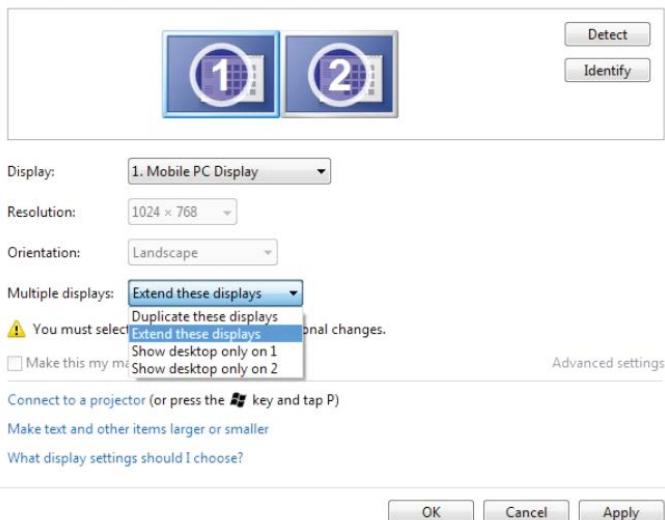 1
2
Detect
Identify
Display: 1. Mobile PC Display
Resolution: 1024 × 768
Orientation: Landscape
Multiple displays: Extend these displays
Duplicate these displays
You must selec onal changes.
Extend these displays
Show desktop only on 1
Make this my ma Advanced settings
Show desktop only on 2
Connect to a projector (or press the key and tap P)
Make text and other items larger or smaller
What display settings should I choose?
OK Cancel Apply